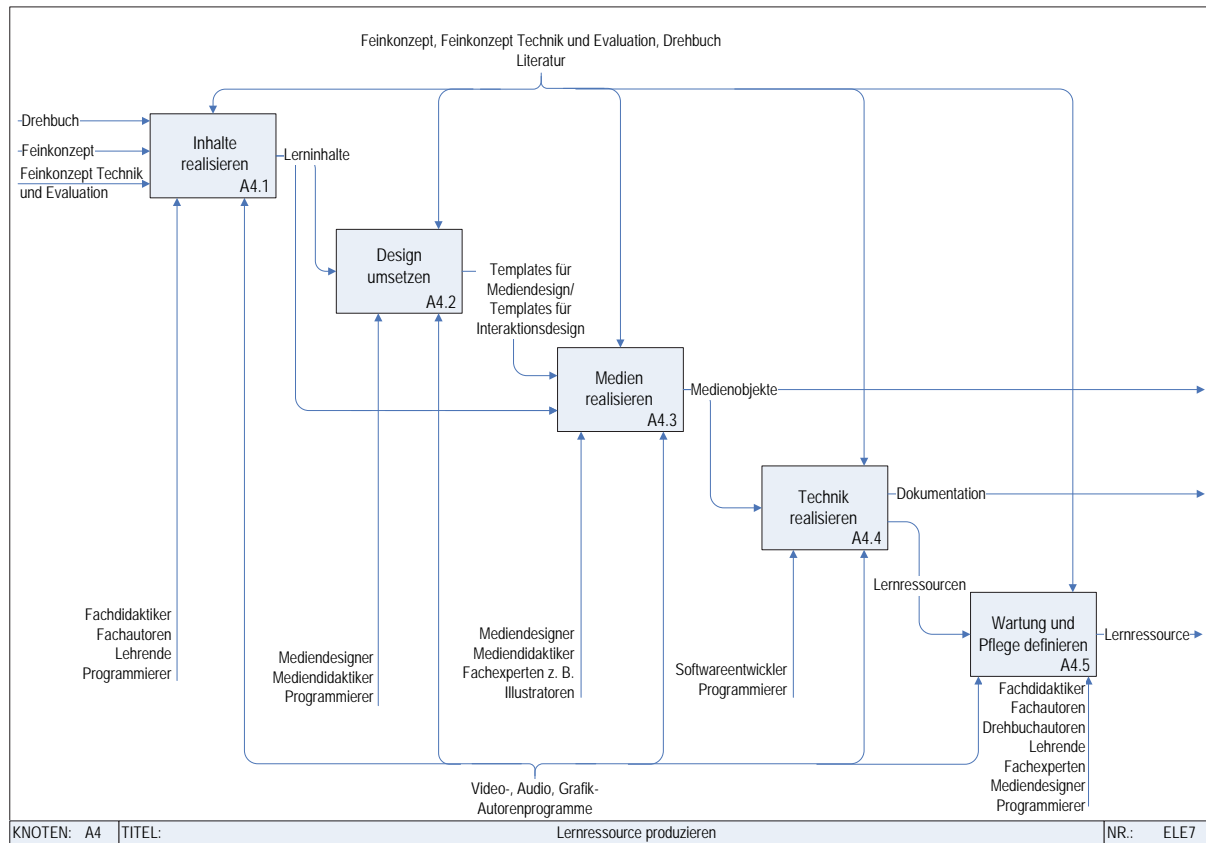 Feinkonzept, Feinkonzept Technik und Evaluation, Drehbuch
Literatur
Drehbuch
Feinkonzept
Feinkonzept Technik
und Evaluation
Inhalte
realisieren
A4.1
Lerninhalte
Design
umsetzen
A4.2
Templates für
Mediendesign/
Templates für
Interaktionsdesign
Medien
realisieren
A4.3
Medienobjekte
Technik
realisieren
A4.4
Dokumentation
Lernressourcen
Wartung und
Pflege definieren
A4.5
Lernressource
Fachdidaktiker
Fachautoren
Lehrende
Programmierer
Mediendesigner
Mediendidaktiker
Programmierer
Mediendesigner
Mediendidaktiker
Fachexperten z. B.
Illustratoren
Softwareentwickler
Programmierer
Fachdidaktiker
Fachautoren
Drehbuchautoren
Lehrende
Fachexperten
Mediendesigner
Programmierer
Video-, Audio, Grafik-
Autorenprogramme
KNOTEN: A4 TITEL: Lernressource produzieren NR.: ELE7